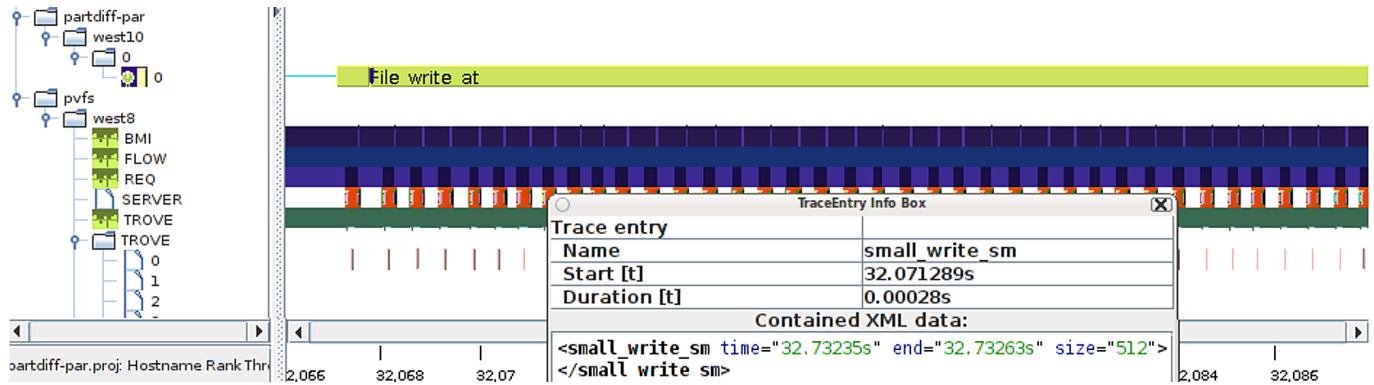 partdiff-par
west10
0
0
File write at
pvfs
west8
BMI
FLOW
REQ
SERVER
TROVE
TROVE
0
1
2
TraceEntry Info Box
Trace entry
Name small_write_sm
Start [t] 32.071289s
Duration [t] 0.00028s
Contained XML data:
<small_write_sm time="32.73235s" end="32.73263s" size="512">
</small_write_sm>
partdiff-par.proj: Hostname Rank Thre
2,066 32,068 32,07 2,084 32,086